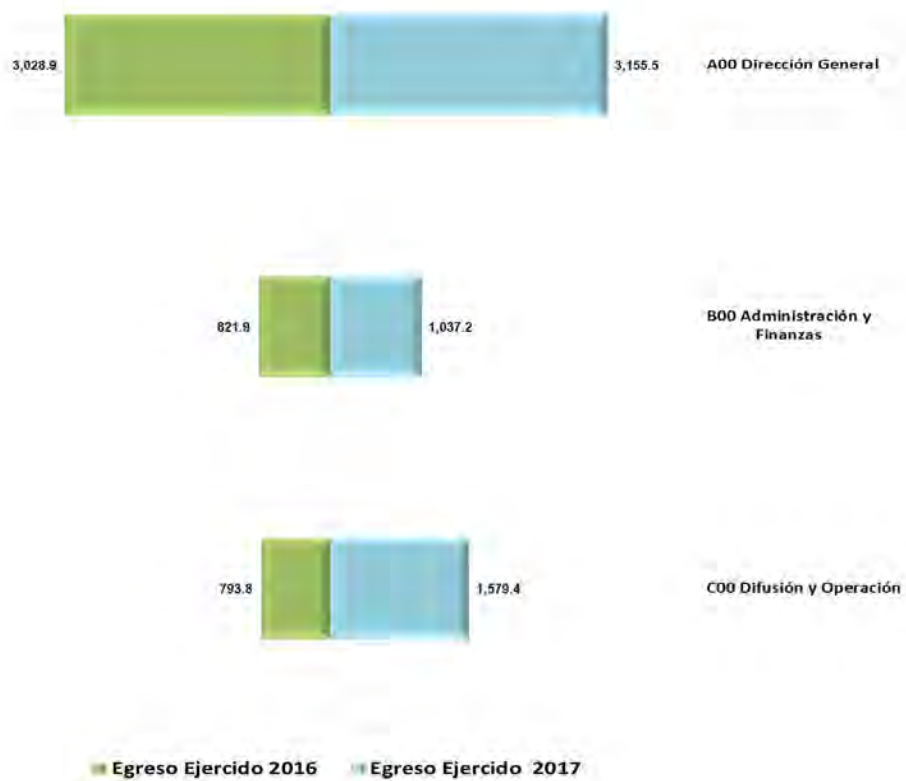 3,028.9
3,155.5
A00 Dirección General
821.9
1,037.2
B00 Administración y
Finanzas
793.8
1,579.4
C00 Difusión y Operación
Egreso Ejercido 2016 Egreso Ejercido 2017